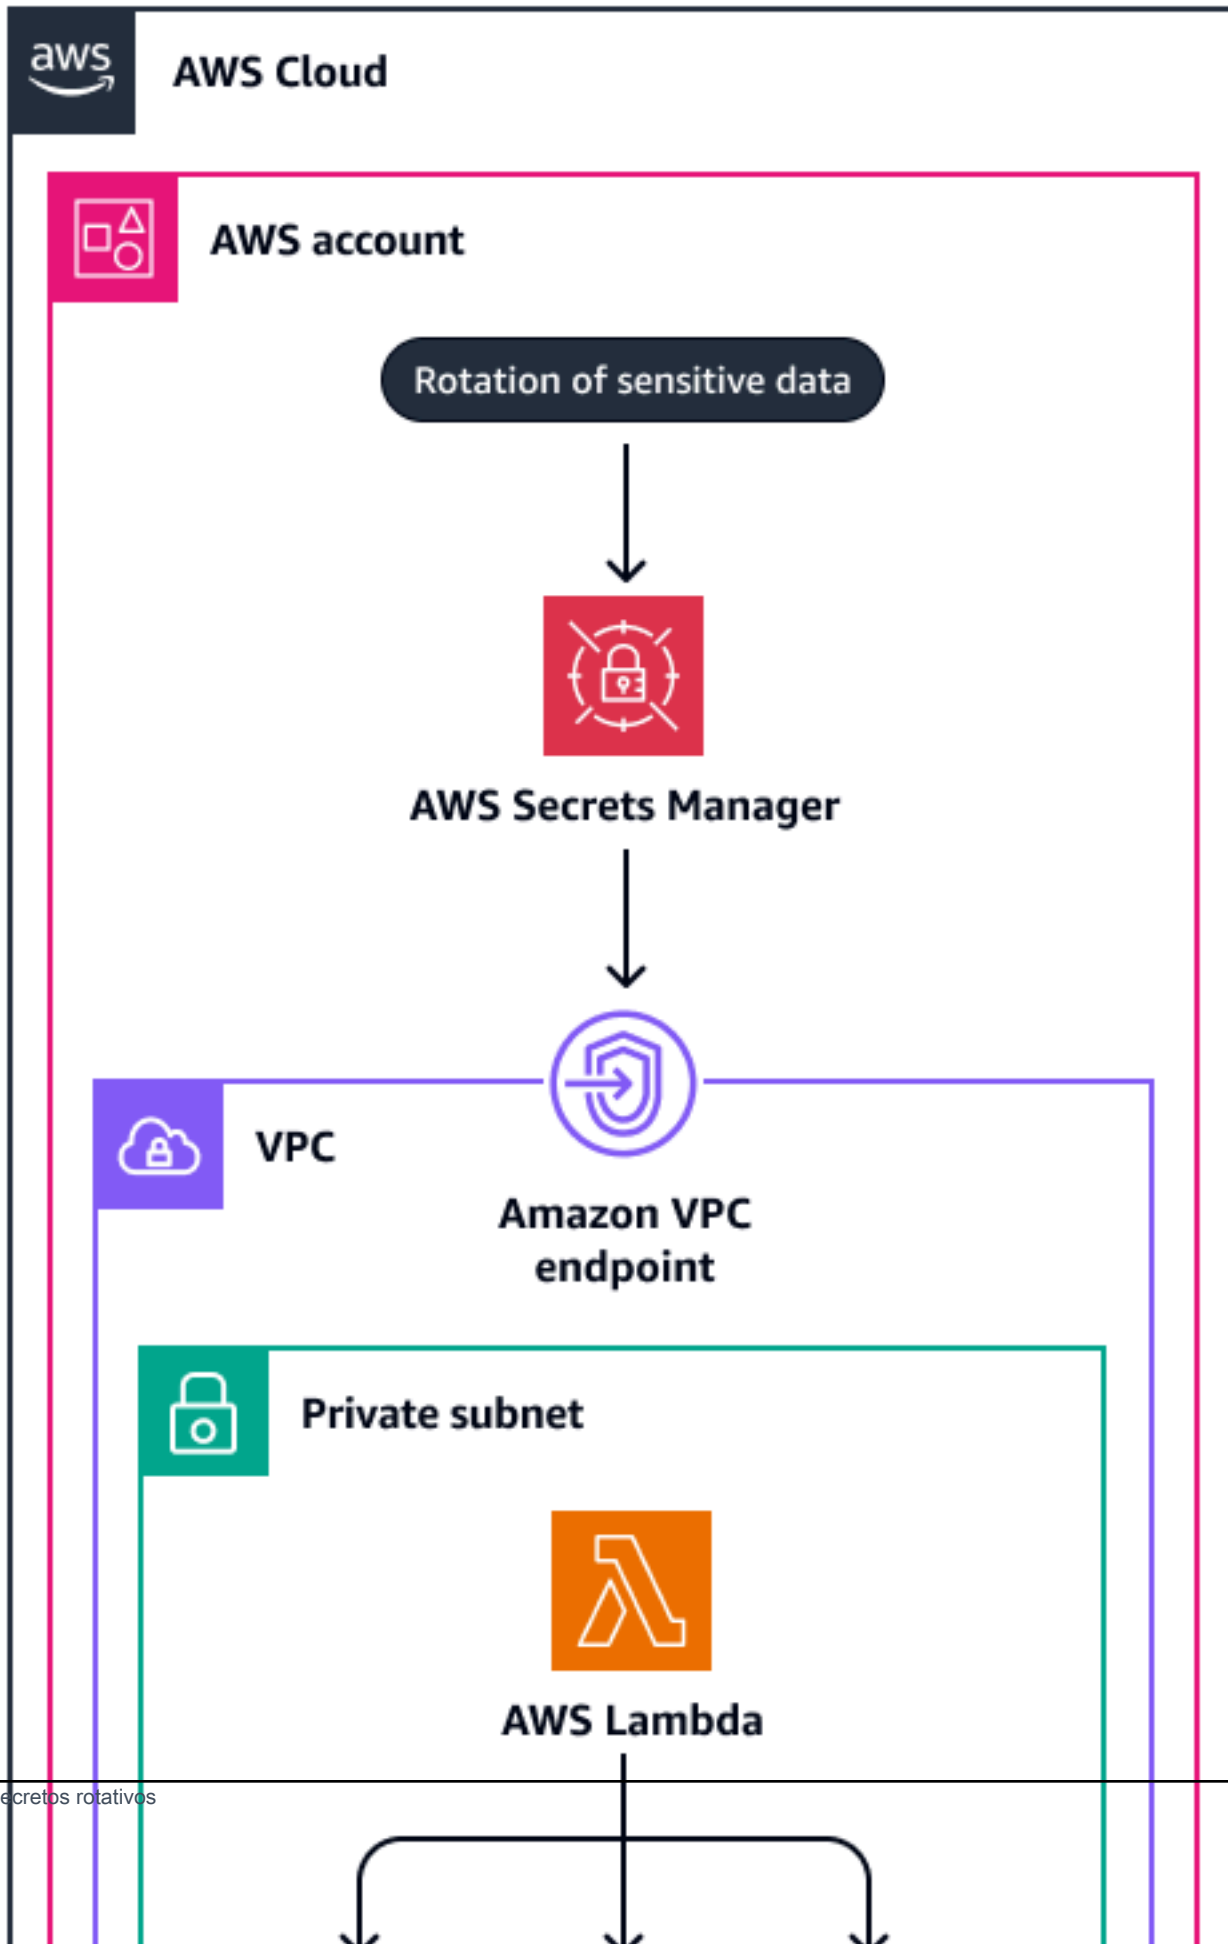 aws
AWS Cloud
AWS account
Rotation of sensitive data
AWS Secrets Manager
VPC
Amazon VPC
endpoint
Private subnet
AWS Lambda
ecretos rotativos